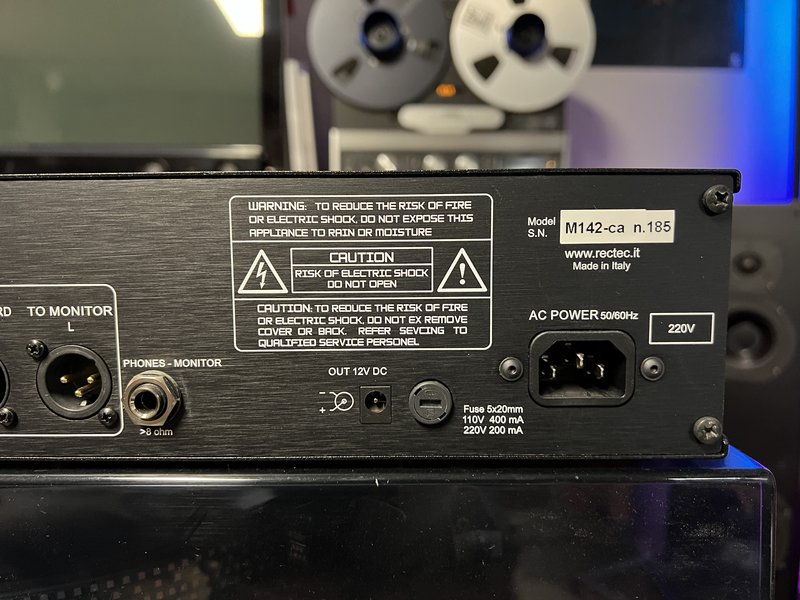 WARNING: TO REDUCE THE RISK OF FIRE
OR ELECTRIC SHOCK, DO NOT EXPOSE THIS
APPLIANCE TO RAIN OR MOISTURE
CAUTION
RISK OF ELECTRIC SHOCK
DO NOT OPEN
CAUTION: TO REDUCE THE RISK OF FIRE
OR ELECTRIC SHOCK, DO NOT EX REMOVE
COVER OR BACK. REFER SEVCING TO
QUALIFIED SERVICE PERSONEL
Model
S.N.
M142-ca n.185
www.rectec.it
Made in Italy
AC POWER 50/60Hz
220V
RD
TO MONITOR
L
PHONES - MONITOR
>8 ohm
OUT 12V DC
- +
Fuse 5x20mm
110V 400 mA
220V 200 mA